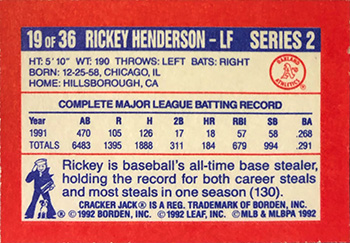 19 OF 36 RICKEY HENDERSON - LF SERIES 2
HT: 5' 10" WT: 190 THROWS: LEFT BATS: RIGHT
BORN: 12-25-58, CHICAGO, IL
HOME: HILLSBOROUGH, CA
OAKLAND
ATHLETICS
COMPLETE MAJOR LEAGUE BATTING RECORD
YEAR AB R H 2B 3B HR RBI SB BA
1991 470 105 126 17 1 18 57 58 .268
TOTALS 6483 1395 1888 311 184 679 994 .291
Rickey is baseball's all-time base stealer,
holding the record for both career steals
and most steals in one season (130).
CRACKER JACK® IS A REG. TRADEMARK OF BORDEN, INC.
©1992 BORDEN, INC. ©1992 LEAF, INC. ©MLB & MLBPA 1992